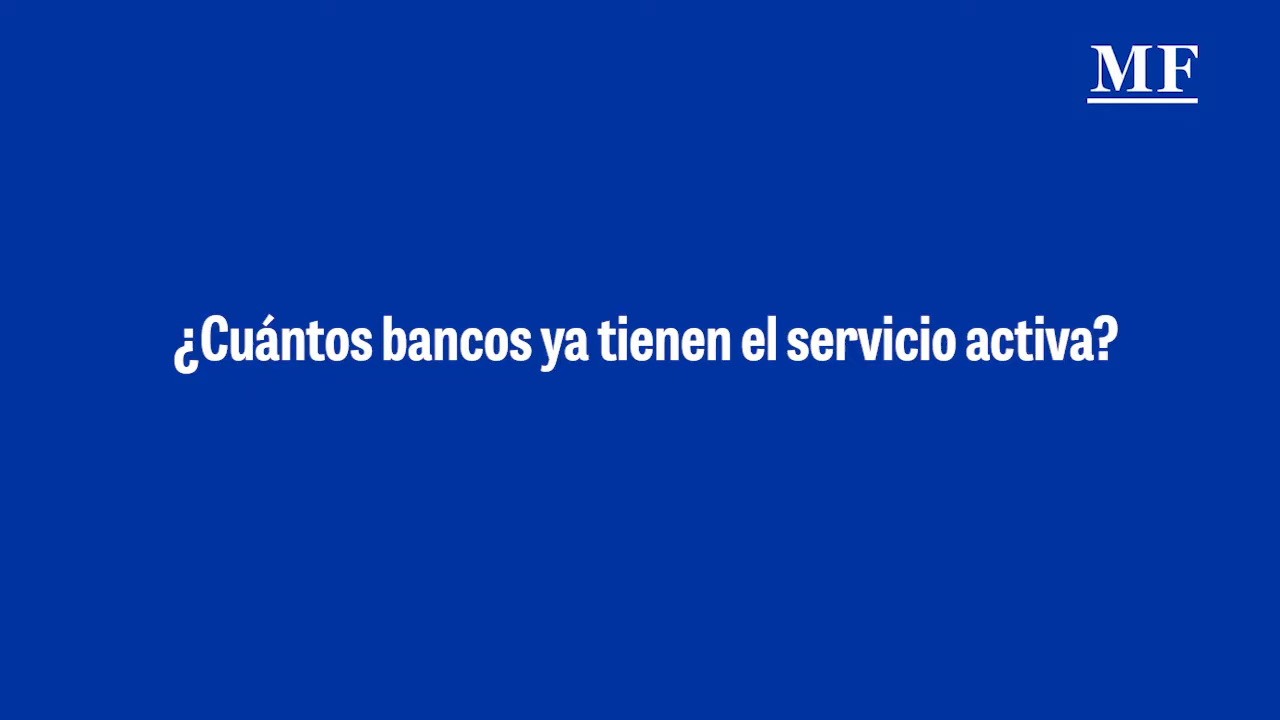 MF
¿Cuántos bancos ya tienen el servicio activa?